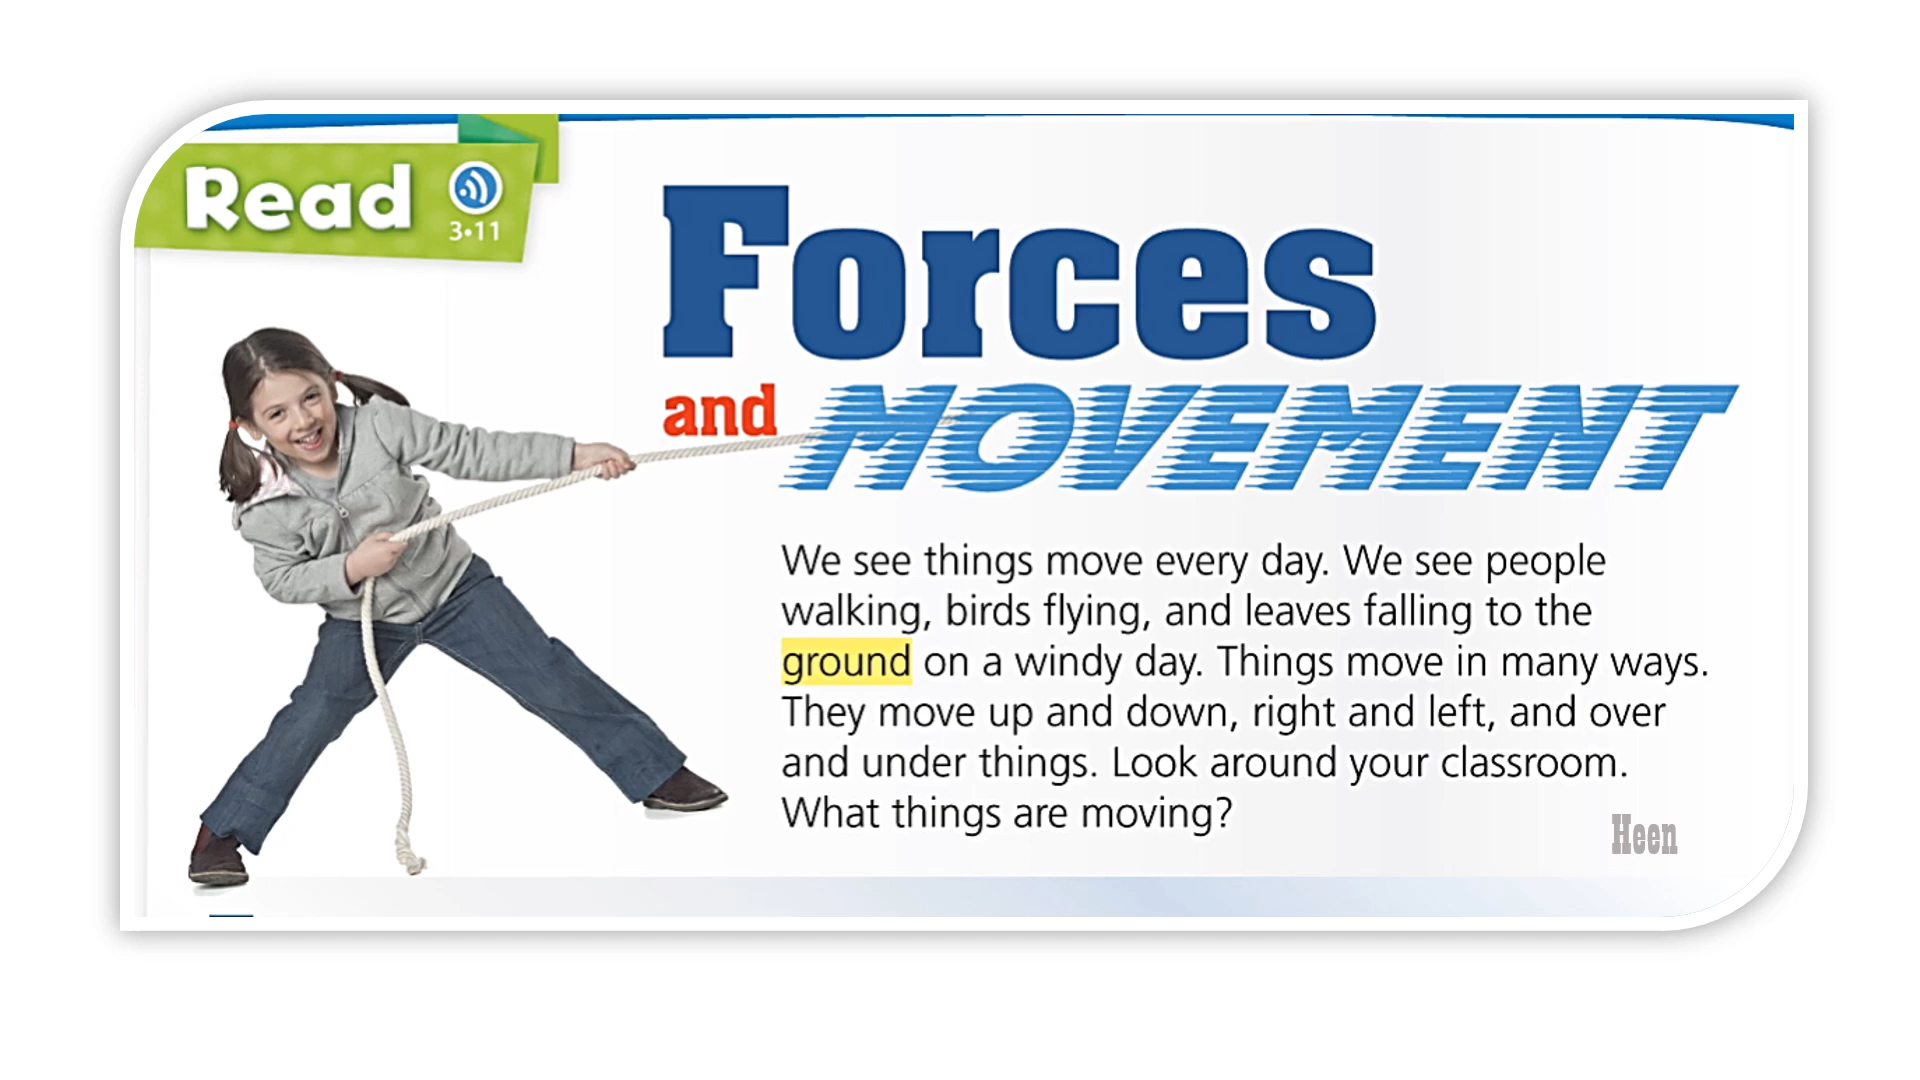 Read
3•11
Forces
and MOVEMENT
We see things move every day. We see people
walking, birds flying, and leaves falling to the
ground on a windy day. Things move in many ways.
They move up and down, right and left, and over
and under things. Look around your classroom.
What things are moving?
Heen